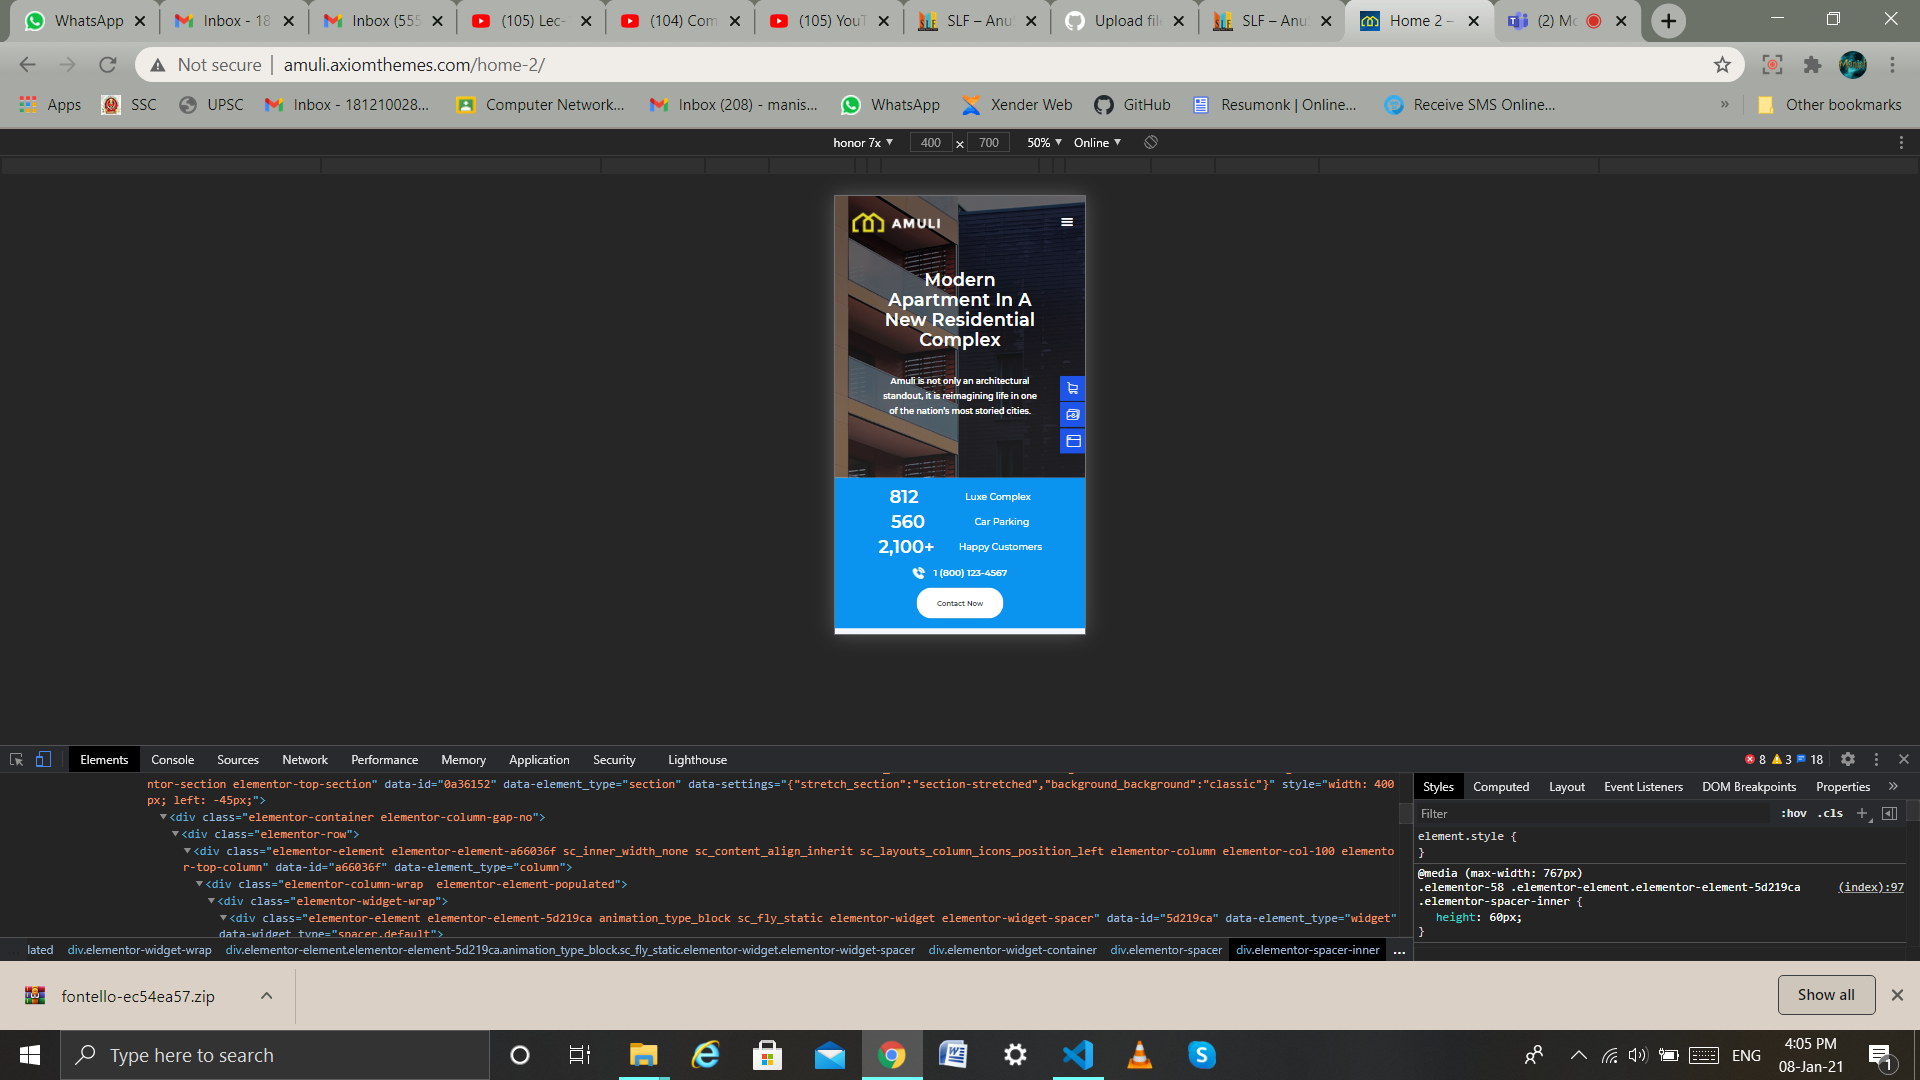 WhatsApp
Inbox - 18
Inbox (555
(105) Lec-
(104) Com
(105) YouT
SLF – AnuS
Upload file
SLF – AnuS
Home 2 –
(2) Mo
Not secure
amuli.axiomthemes.com/home-2/
Apps
SSC
UPSC
Inbox - 181210028...
Computer Network...
Inbox (208) - manis...
WhatsApp
Xender Web
GitHub
Resumonk | Online...
Receive SMS Online...
»
Other bookmarks
honor 7x
400 × 700
50%
Online
AMULI
Modern
Apartment In A
New Residential
Complex
Amuli is not only an architectural
standout, it is reimagining life in one
of the nation's most storied cities.
812 Luxe Complex
560 Car Parking
2,100+ Happy Customers
1 (800) 123-4567
Contact Now
Elements
Console
Sources
Network
Performance
Memory
Application
Security
Lighthouse
8
3
18
ntor-section elementor-top-section" data-id="0a36152" data-element_type="section" data-settings="{"stretch_section":"section-stretched","background_background":"classic"}" style="width: 400
px; left: -45px;">
<div class="elementor-container elementor-column-gap-no">
<div class="elementor-row">
<div class="elementor-element elementor-element-a66036f sc_inner_width_none sc_content_align_inherit sc_layouts_column_icons_position_left elementor-column elementor-col-100 elemento
r-top-column" data-id="a66036f" data-element_type="column">
<div class="elementor-column-wrap  elementor-element-populated">
<div class="elementor-widget-wrap">
<div class="elementor-element elementor-element-5d219ca animation_type_block sc_fly_static elementor-widget elementor-widget-spacer" data-id="5d219ca" data-element_type="widget"
data-widget_type="spacer.default">
lated
div.elementor-widget-wrap
div.elementor-element.elementor-element-5d219ca.animation_type_block.sc_fly_static.elementor-widget.elementor-widget-spacer
div.elementor-widget-container
div.elementor-spacer
div.elementor-spacer-inner
...
Styles
Computed
Layout
Event Listeners
DOM Breakpoints
Properties
»
Filter
:hov .cls
element.style {
}
@media (max-width: 767px)
.elementor-58 .elementor-element.elementor-element-5d219ca
(index):97
.elementor-spacer-inner {
height: 60px;
}
fontello-ec54ea57.zip
Show all
Type here to search
ENG
4:05 PM
08-Jan-21
1